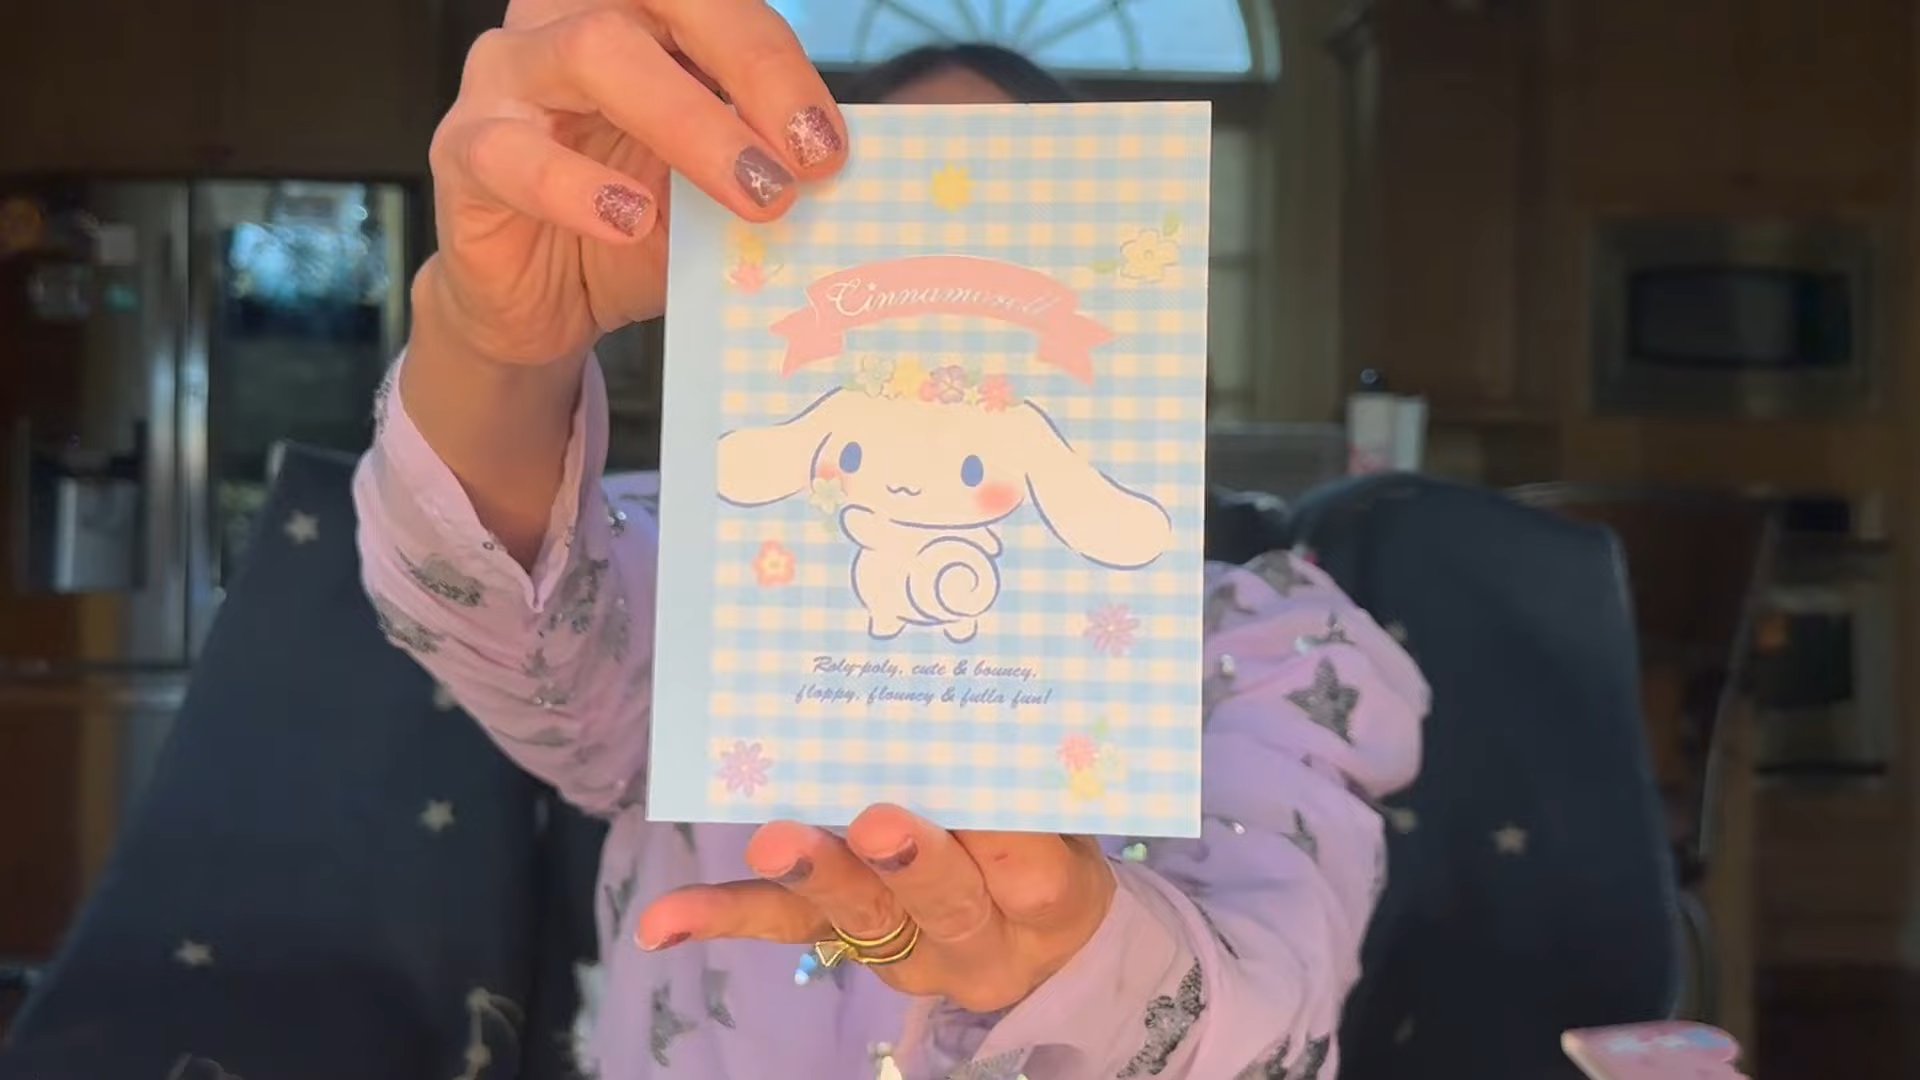 Cinnamoroll
Roly-poly, cute & bouncy,
floppy, flouncy & fulla fun!